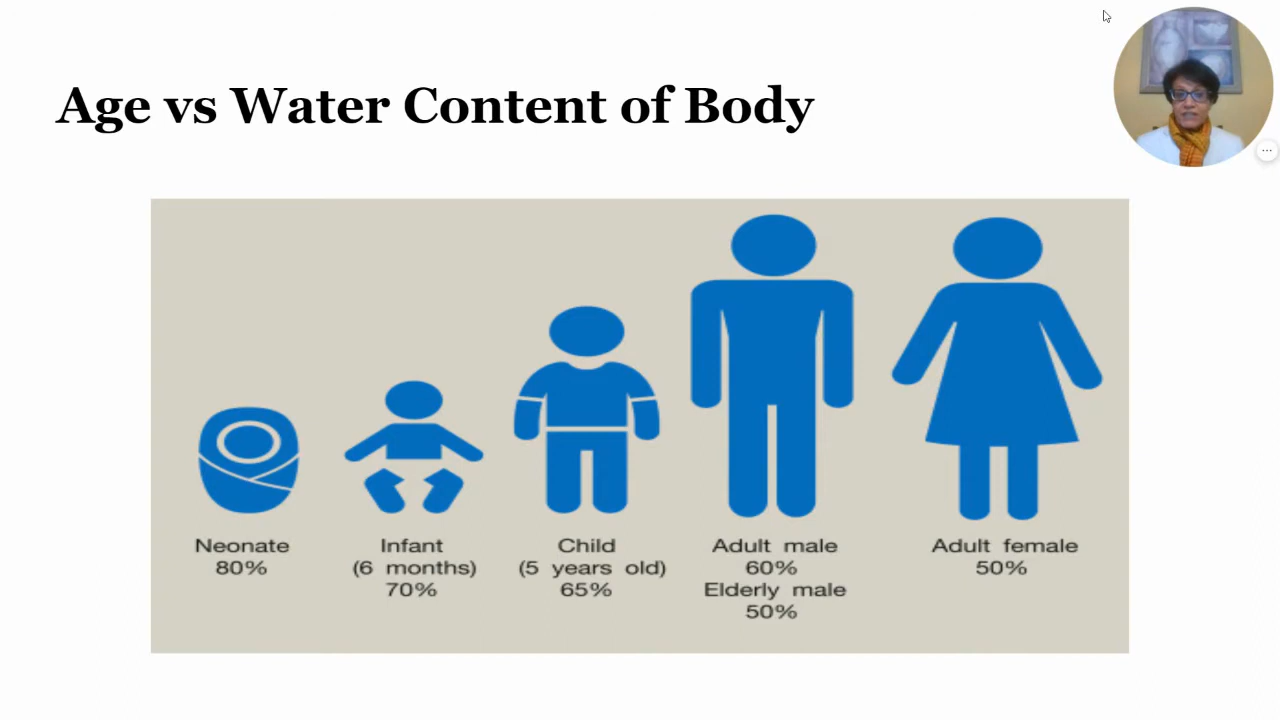 Age vs Water Content of Body
Neonate
80%
Infant
(6 months)
70%
Child
(5 years old)
65%
Adult male
60%
Elderly male
50%
Adult female
50%